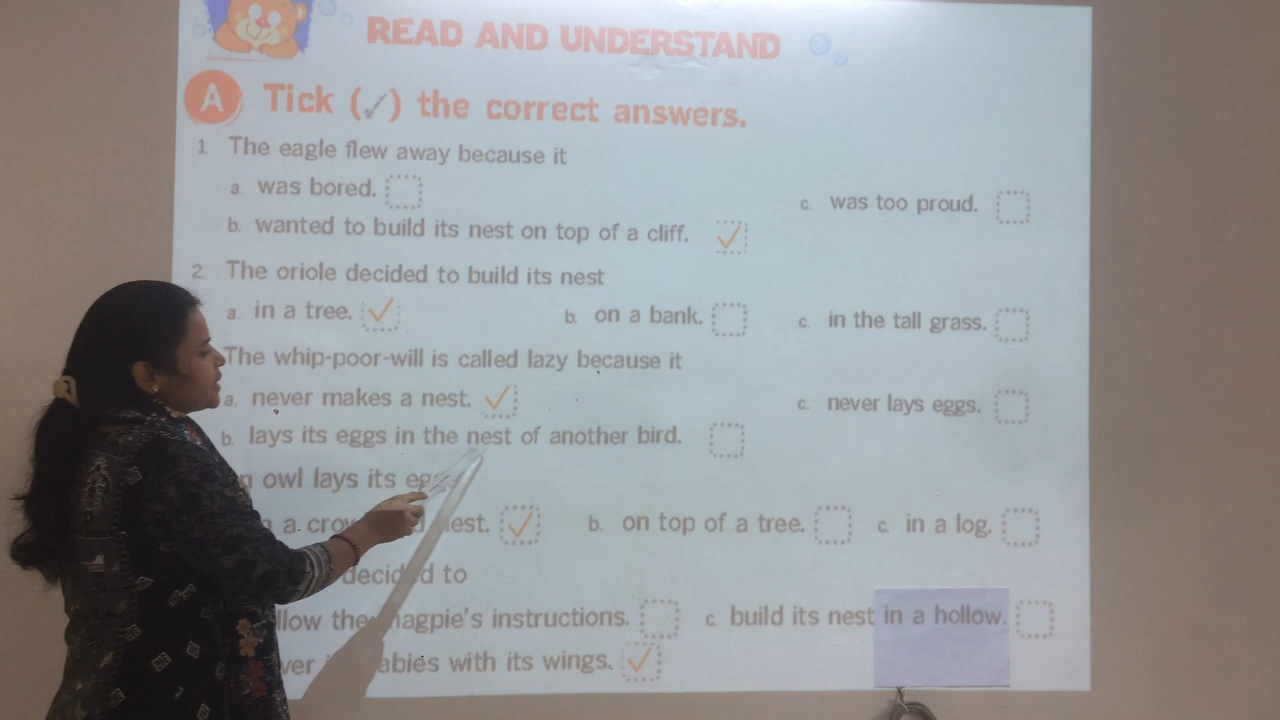 READ AND UNDERSTAND
A Tick (✓) the correct answers.
1. The eagle flew away because it
a. was bored.
c. was too proud.
b. wanted to build its nest on top of a cliff. ✓
2. The oriole decided to build its nest
a. in a tree. ✓ b. on a bank. c. in the tall grass.
The whip-poor-will is called lazy because it
a. never makes a nest. ✓ c. never lays eggs.
b. lays its eggs in the nest of another bird.
owl lays its
a nest. ✓ b. on top of a tree. c. in a log.
decided to
magpie's instructions. c. build its nest in a hollow.
with its wings. ✓